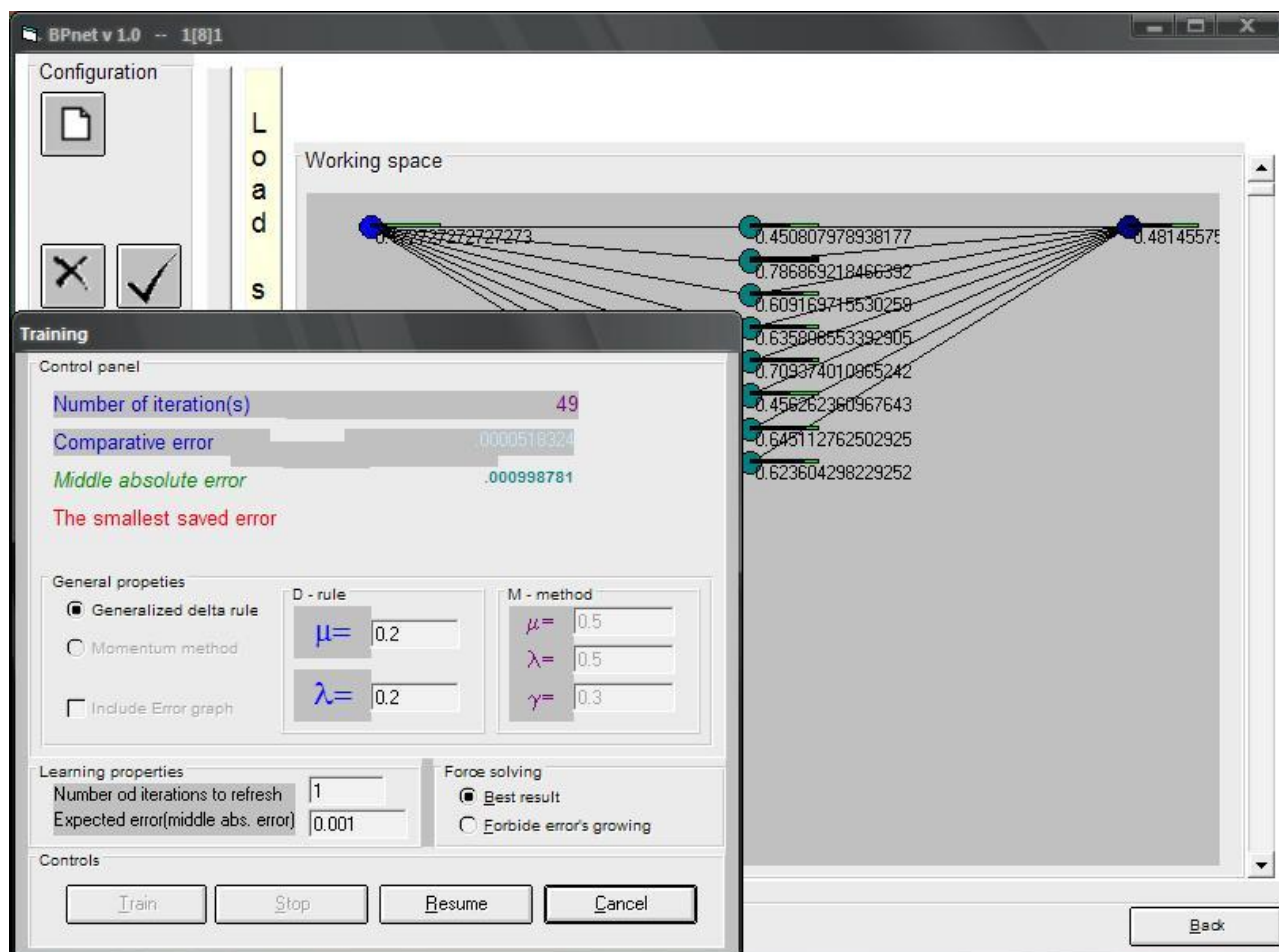 BPnet v 1.0 -- 1[8]1
Configuration
L
o
a
d
s
Working space
0.450807978938177
0.48145575
0.786869218466392
0.609169715530259
0.635808553392905
0.709374010965242
0.456262360967643
0.645112762502925
0.623604298229252
Training
Control panel
Number of iteration(s) 49
Comparative error .0000518324
Middle absolute error .000998781
The smallest saved error
General propeties
Generalized delta rule
Momentum method
Include Error graph
D - rule
μ= 0.2
λ= 0.2
M - method
μ= 0.5
λ= 0.5
γ= 0.3
Learning properties
Number od iterations to refresh 1
Expected error(middle abs. error) 0.001
Force solving
Best result
Forbide error's growing
Controls
Train Stop Resume Cancel
Back